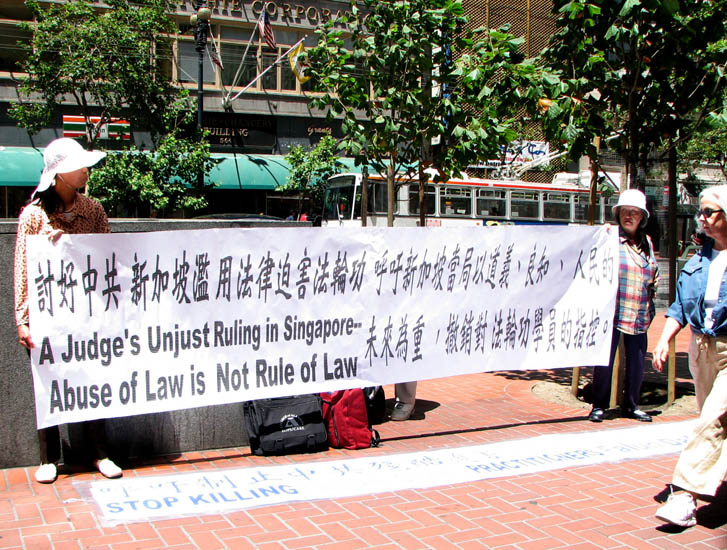 BUILDING
討好中共 新加坡濫用法律迫害法輪功 呼吁新加坡當局以道義、良知、人民的
未來為重，撤銷對法輪功學員的指控。
A Judge's Unjust Ruling in Singapore--
Abuse of Law is Not Rule of Law
STOP KILLING
PRACTITIONERS